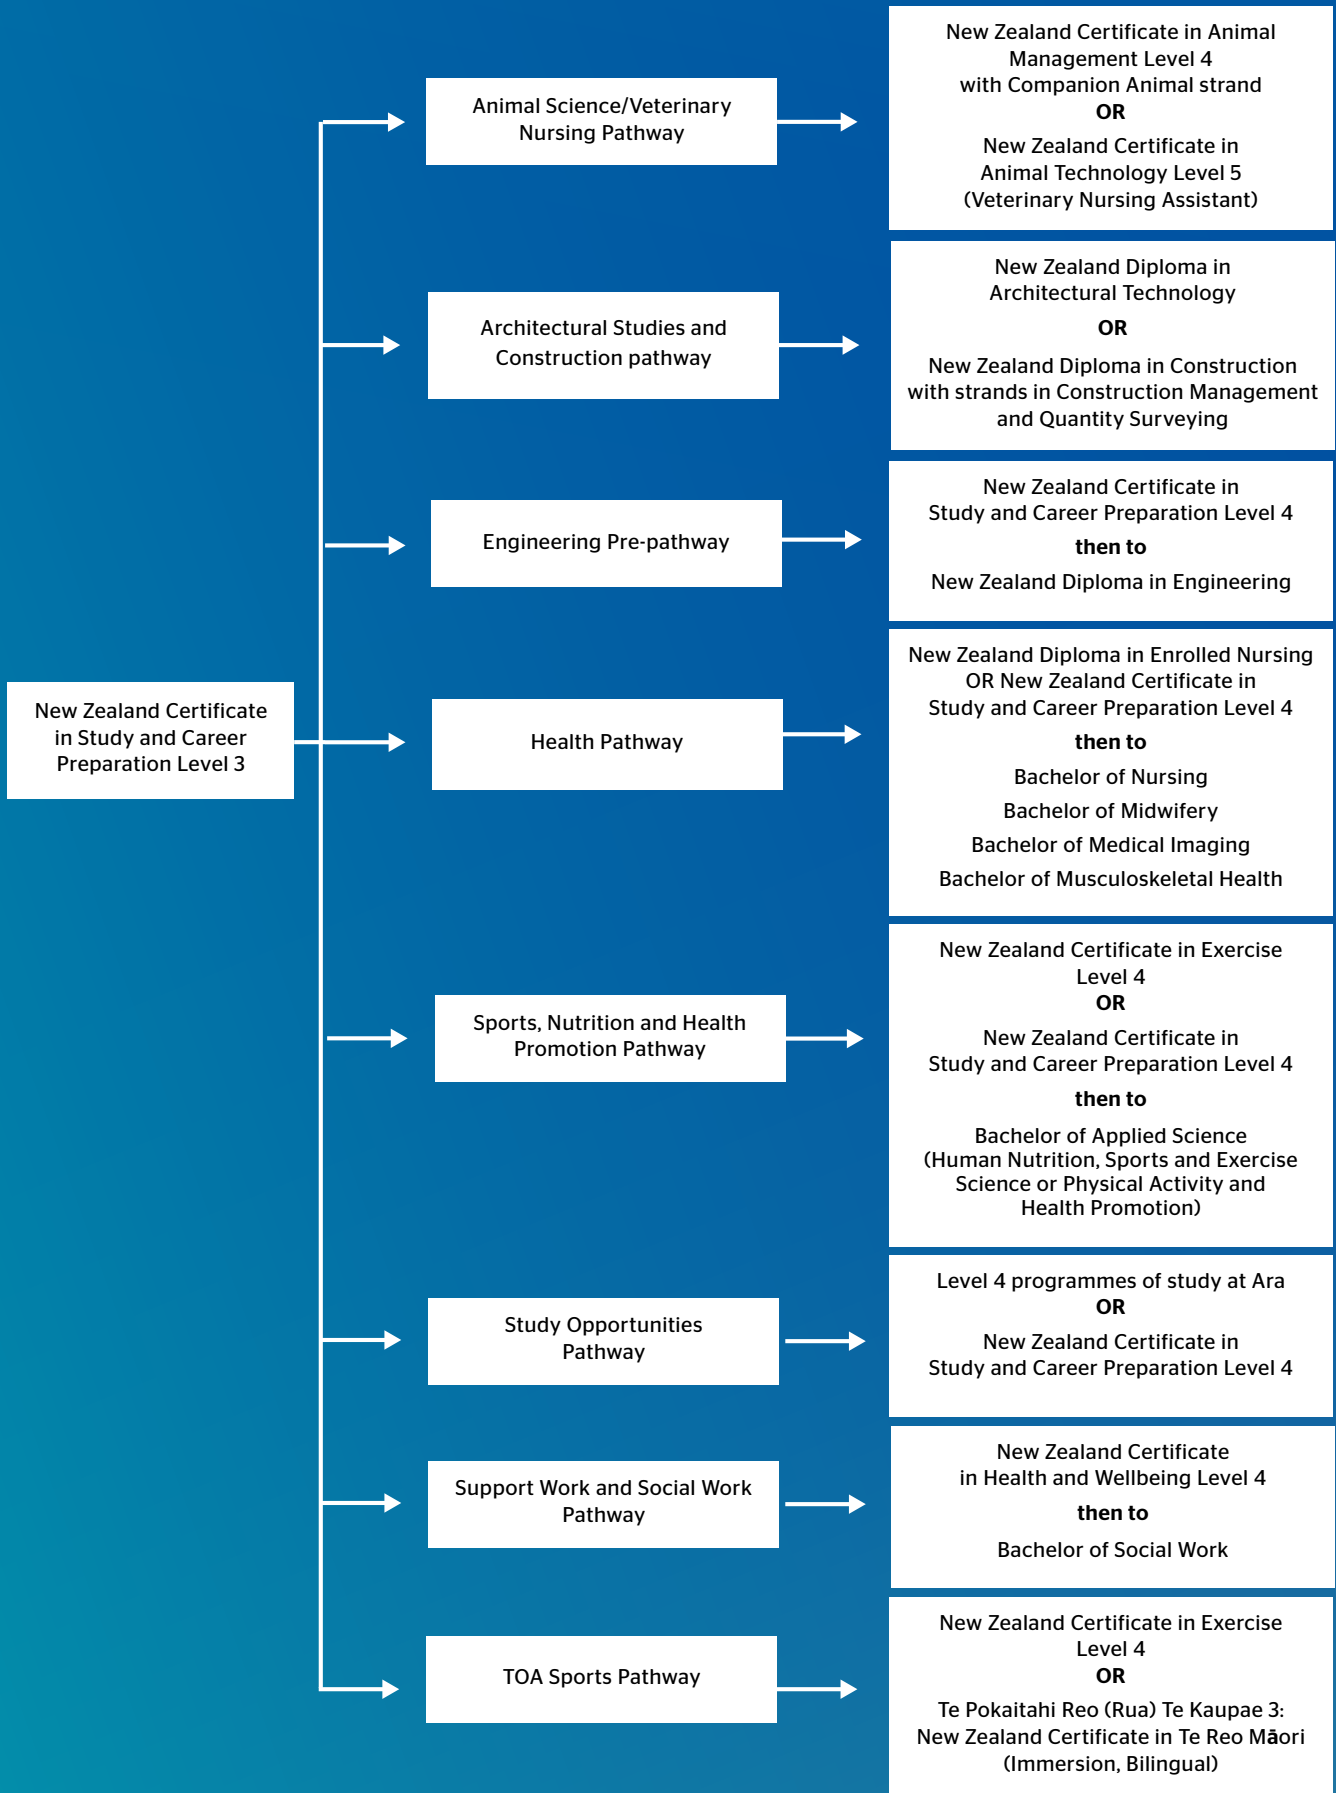 New Zealand Certificate
in Study and Career
Preparation Level 3
Animal Science/Veterinary
Nursing Pathway
New Zealand Certificate in Animal
Management Level 4
with Companion Animal strand
OR
New Zealand Certificate in
Animal Technology Level 5
(Veterinary Nursing Assistant)
Architectural Studies and
Construction pathway
New Zealand Diploma in
Architectural Technology
OR
New Zealand Diploma in Construction
with strands in Construction Management
and Quantity Surveying
Engineering Pre-pathway
New Zealand Certificate in
Study and Career Preparation Level 4
then to
New Zealand Diploma in Engineering
Health Pathway
New Zealand Diploma in Enrolled Nursing
OR New Zealand Certificate in
Study and Career Preparation Level 4
then to
Bachelor of Nursing
Bachelor of Midwifery
Bachelor of Medical Imaging
Bachelor of Musculoskeletal Health
Sports, Nutrition and Health
Promotion Pathway
New Zealand Certificate in Exercise
Level 4
OR
New Zealand Certificate in
Study and Career Preparation Level 4
then to
Bachelor of Applied Science
(Human Nutrition, Sports and Exercise
Science or Physical Activity and
Health Promotion)
Study Opportunities
Pathway
Level 4 programmes of study at Ara
OR
New Zealand Certificate in
Study and Career Preparation Level 4
Support Work and Social Work
Pathway
New Zealand Certificate
in Health and Wellbeing Level 4
then to
Bachelor of Social Work
TOA Sports Pathway
New Zealand Certificate in Exercise
Level 4
OR
Te Pokaitahi Reo (Rua) Te Kaupae 3:
New Zealand Certificate in Te Reo Māori
(Immersion, Bilingual)